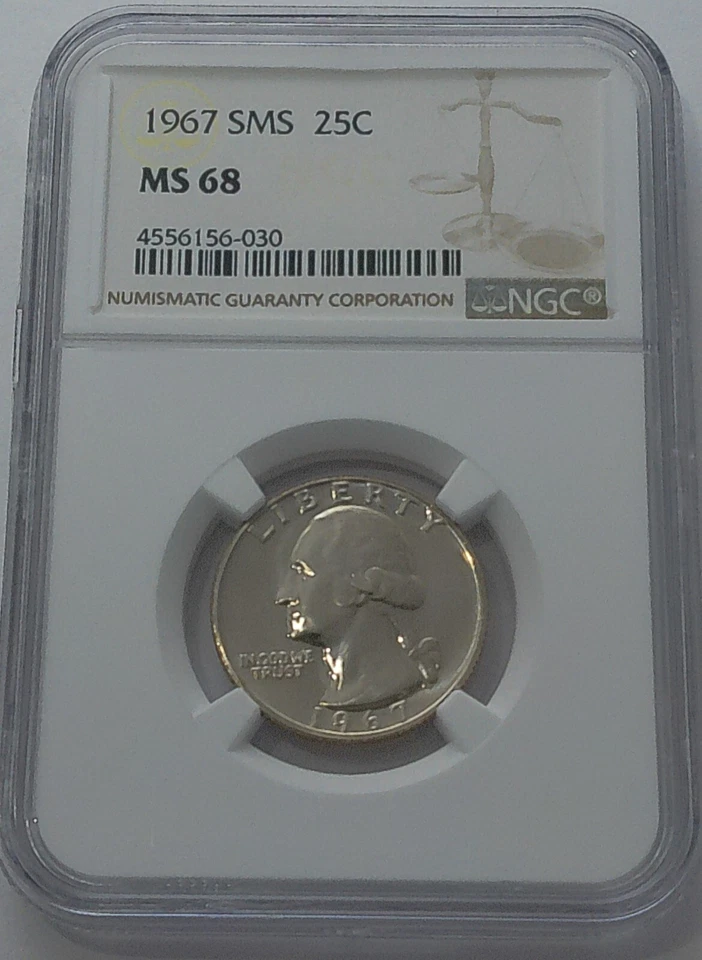 1967 SMS 25C
MS 68
4556156-030
NUMISMATIC GUARANTY CORPORATION
NGC®
LIBERTY
IN GOD WE
TRUST
1967